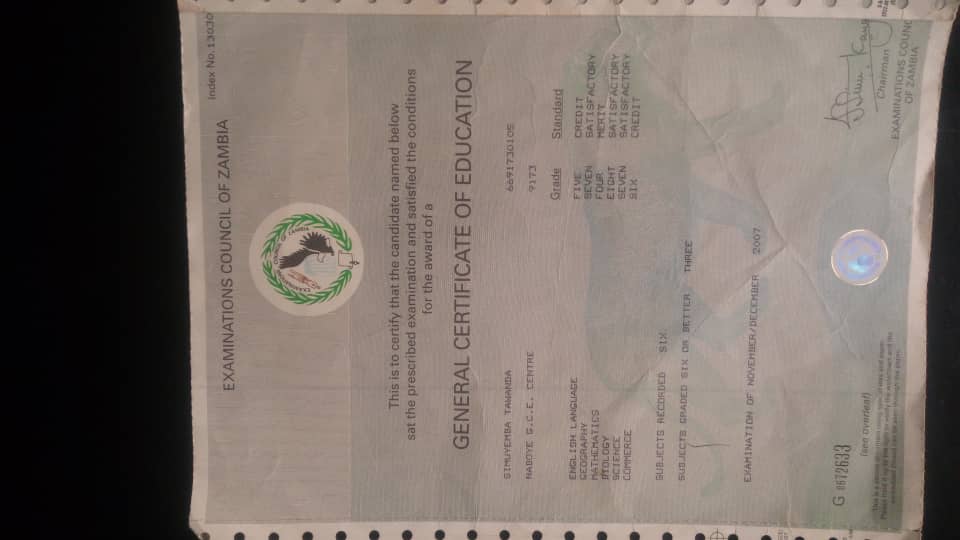 Index No. 13030
EXAMINATIONS COUNCIL OF ZAMBIA
EXAMINATIONS COUNCIL OF ZAMBIA
This is to certify that the candidate named below
sat the prescribed examination and satisfied the conditions
for the award of a
GENERAL CERTIFICATE OF EDUCATION
SIMUYEMBA TAWANDA 6691730105
NABOYE G.C.E. CENTRE 9173
Grade Standard
ENGLISH LANGUAGE FIVE CREDIT
GEOGRAPHY SEVEN SATISFACTORY
MATHEMATICS FOUR MERIT
BIOLOGY EIGHT SATISFACTORY
SCIENCE SEVEN SATISFACTORY
COMMERCE SIX CREDIT
SUBJECTS RECORDED SIX
SUBJECTS GRADED SIX OR BETTER THREE
EXAMINATION OF NOVEMBER/DECEMBER 2007
Chairman
EXAMINATIONS COUNC
OF ZAMBIA
G 0672633
(see overleaf)